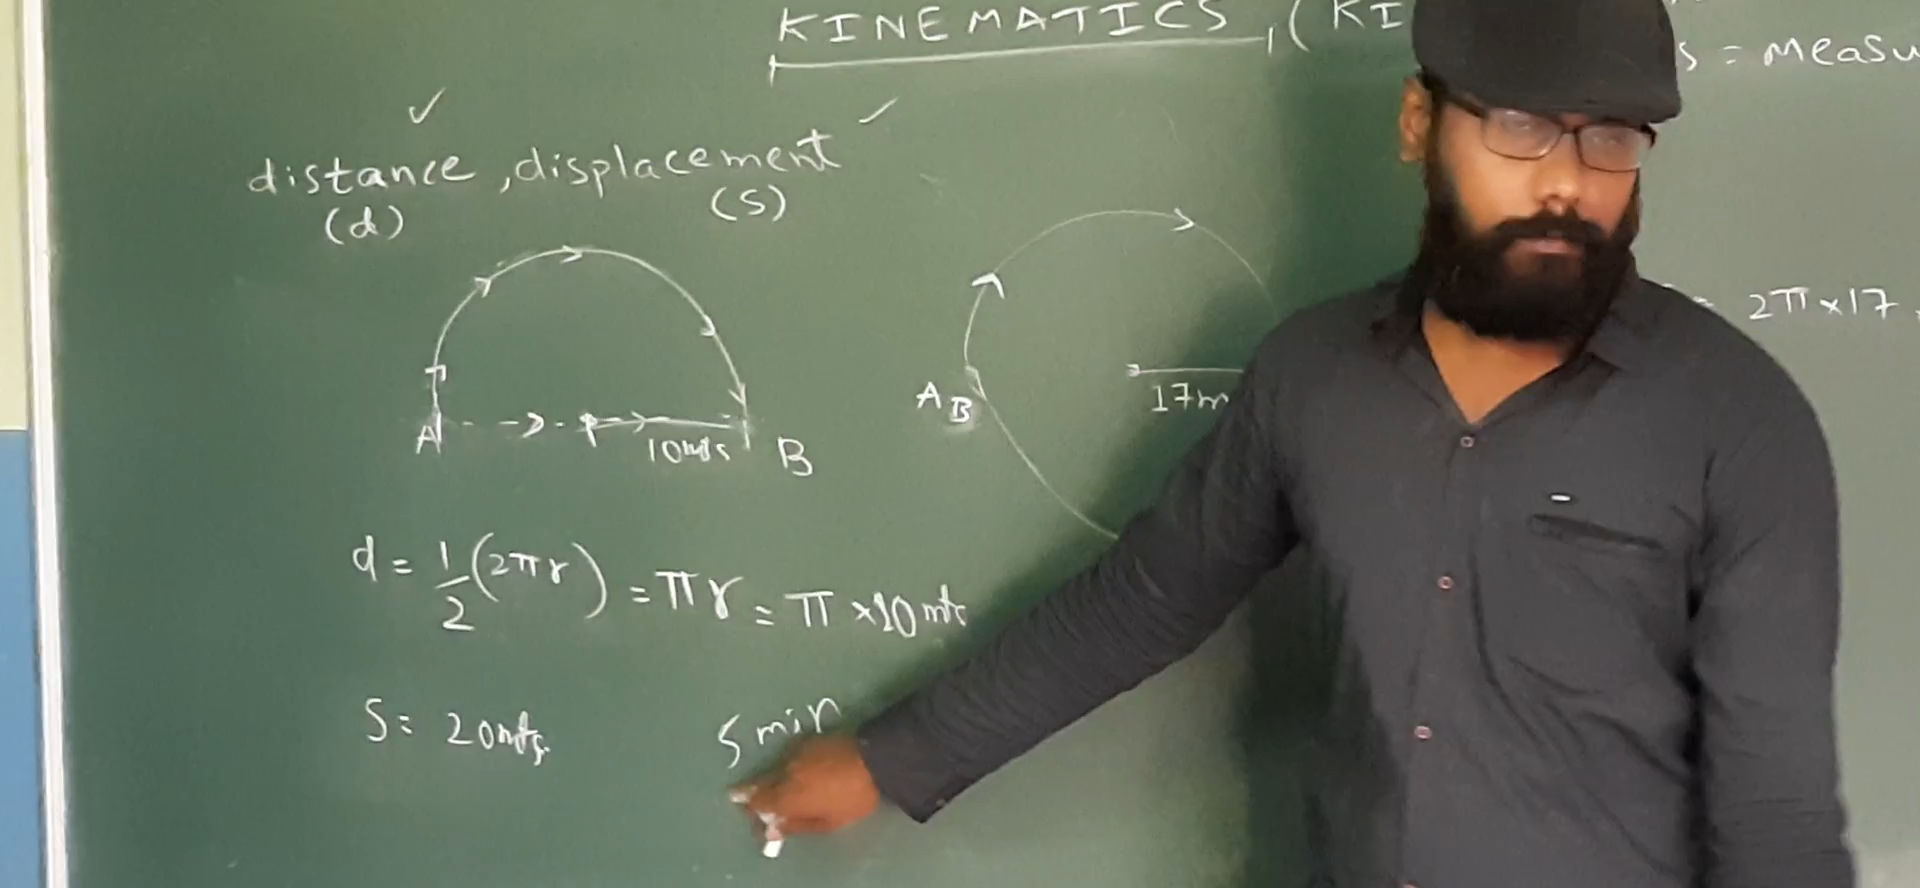 KINEMATICS, (KI
s = measu
distance, displacement
(d) (s)
A 10mts B
A B 17m
= 2π×17
d = 1/2 (2πr) = πr = π × 10 mts
S = 20mts.
5 min